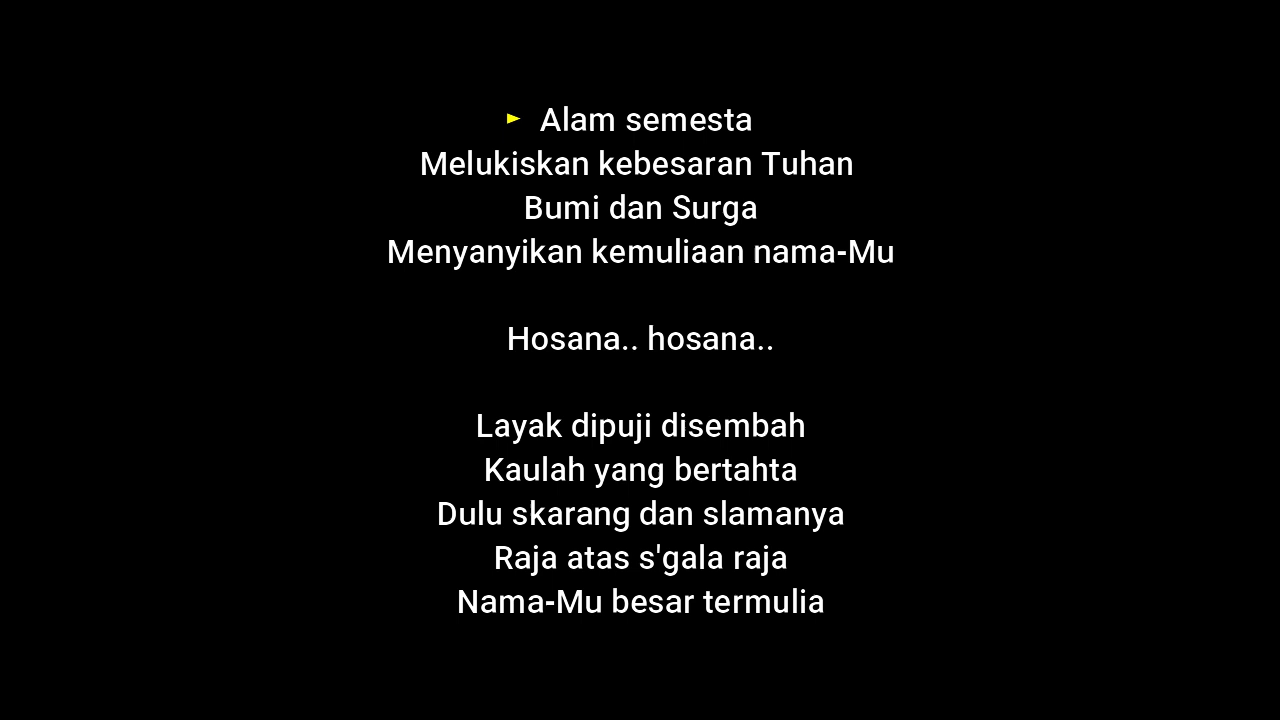 Alam semesta
Melukiskan kebesaran Tuhan
Bumi dan Surga
Menyanyikan kemuliaan nama-Mu
Hosana.. hosana..
Layak dipuji disembah
Kaulah yang bertahta
Dulu skarang dan slamanya
Raja atas s'gala raja
Nama-Mu besar termulia